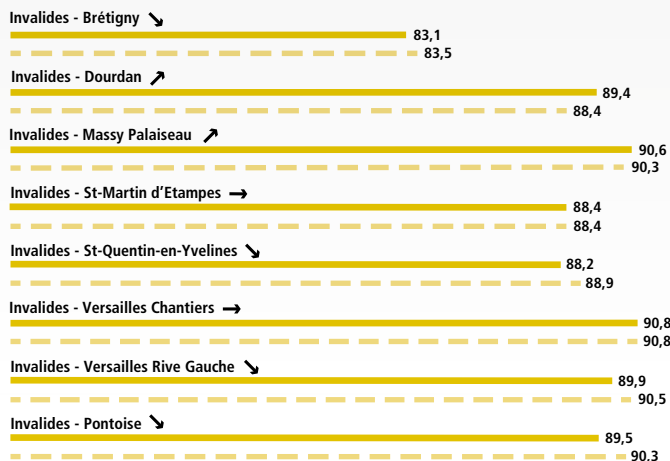 Invalides - Brétigny ↘
83,1
83,5
Invalides - Dourdan ↗
89,4
88,4
Invalides - Massy Palaiseau ↗
90,6
90,3
Invalides - St-Martin d'Etampes →
88,4
88,4
Invalides - St-Quentin-en-Yvelines ↘
88,2
88,9
Invalides - Versailles Chantiers →
90,8
90,8
Invalides - Versailles Rive Gauche ↘
89,9
90,5
Invalides - Pontoise ↘
89,5
90,3